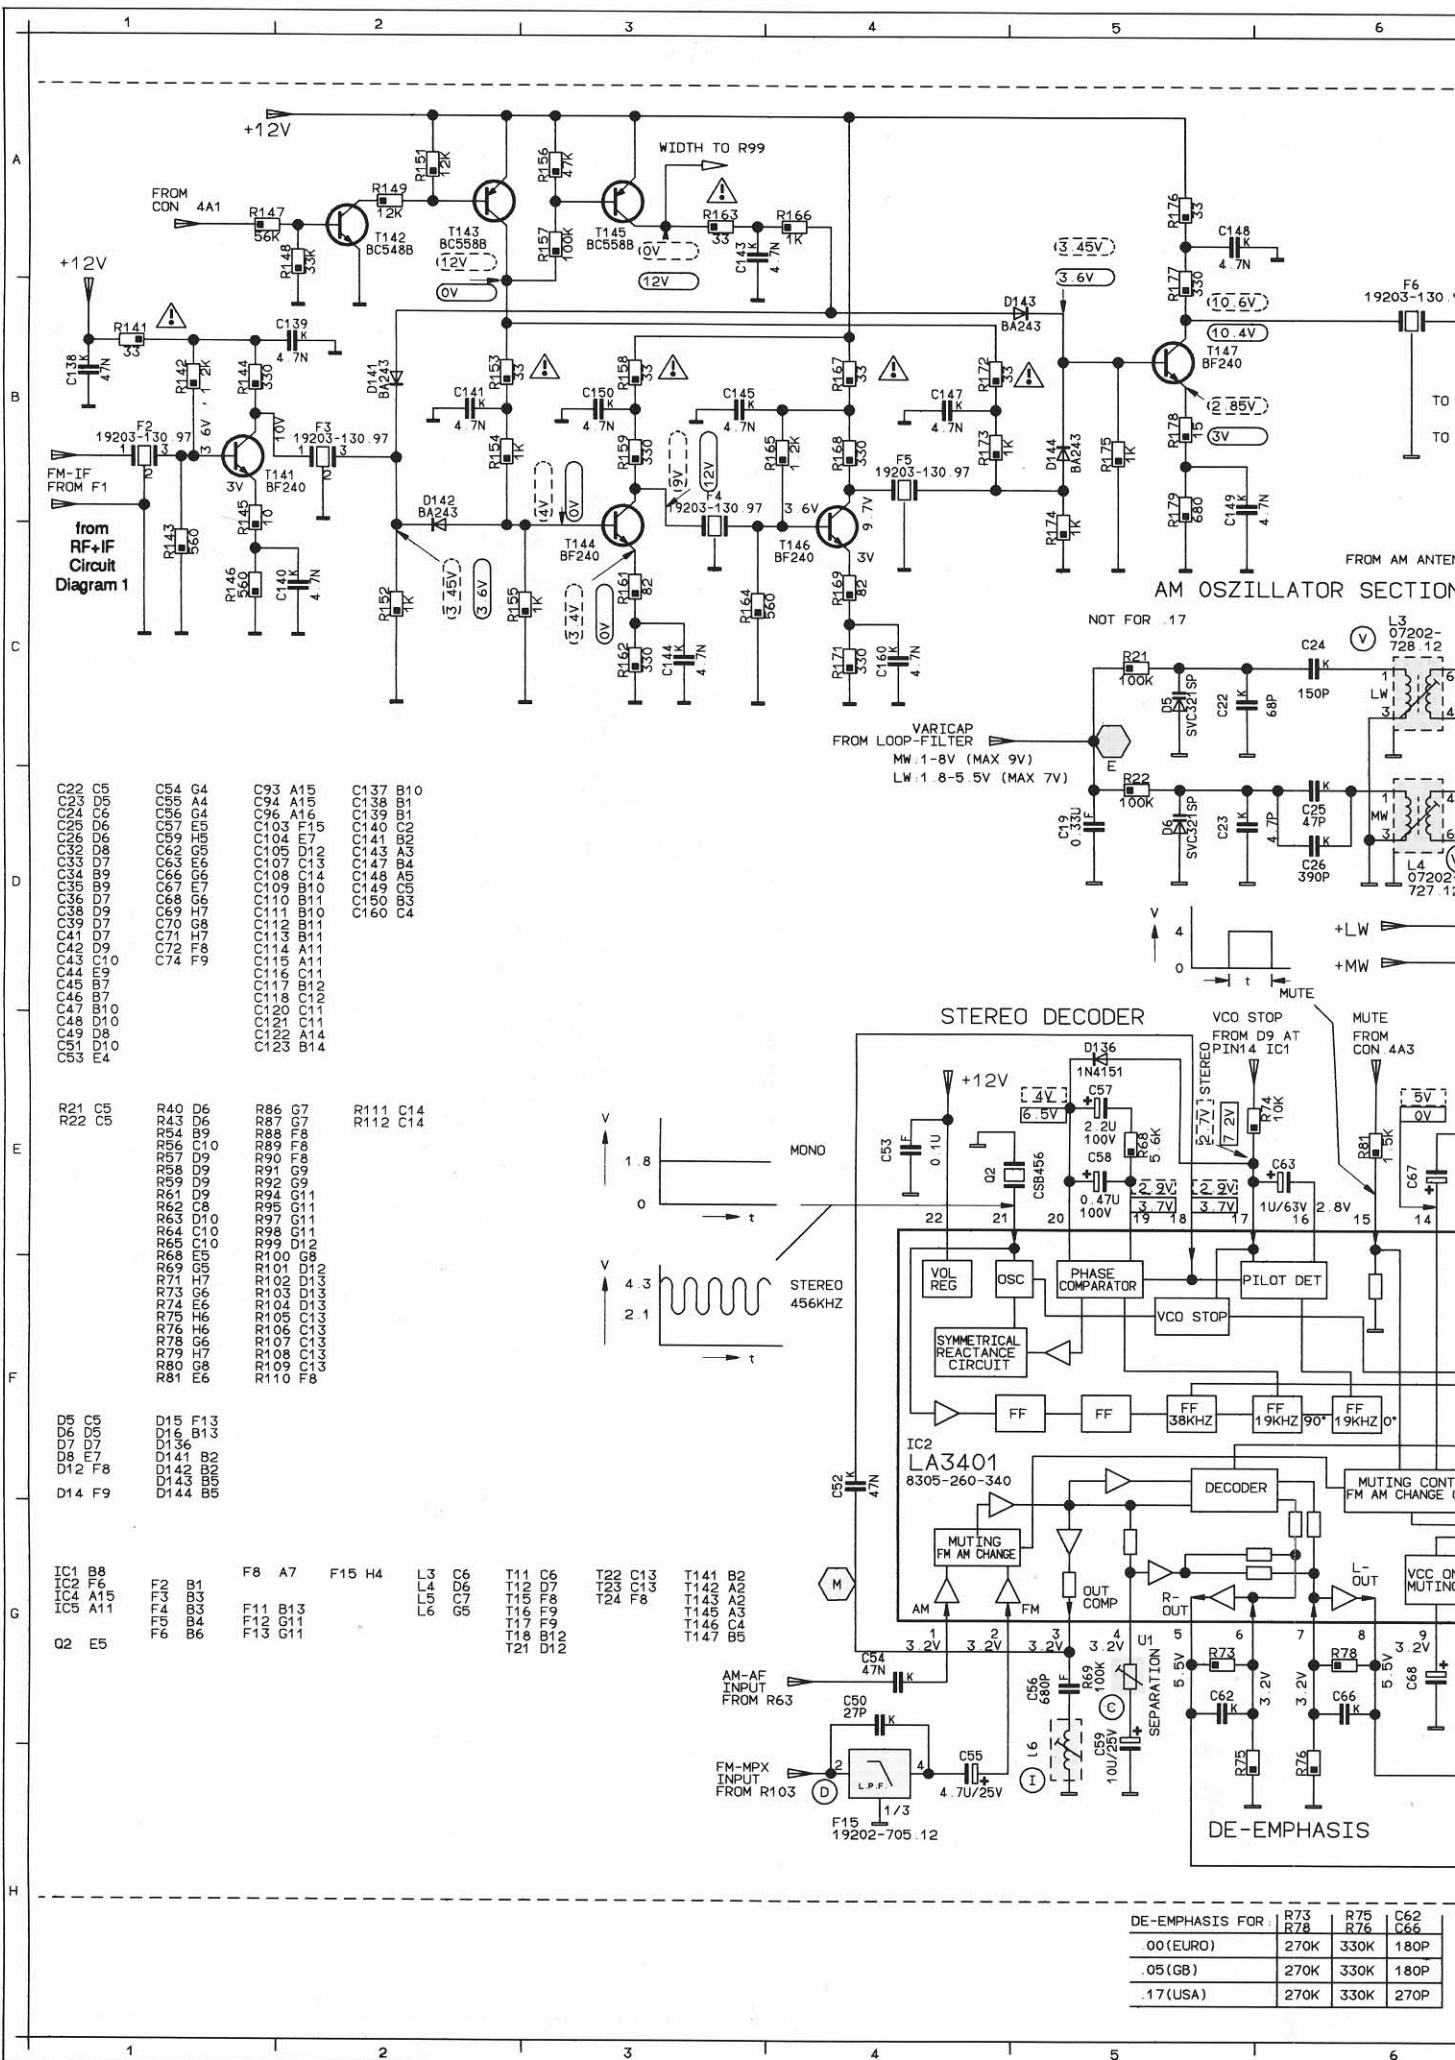 1 2 3 4 5 6
A
B
C
D
E
F
G
H
+12V
WIDTH TO R99
FROM
CON 4A1
R147
56K
R148
33K
R149
12K
R151
12K
T142
BC548B
T143
BC558B
12V
0V
R156
47K
R157
100K
T145
BC558B
0V
12V
R163
33
C143
K
4.7N
R166
1K
3.45V
3.6V
R176
33
C148
K
4.7N
R177
330
10.6V
10.4V
F6
19203-130.
+12V
R141
33
C138
K
47N
R142
1.2K
R144
330
C139
K
4.7N
D141
BA243
C141
K
4.7N
R153
33
R154
1K
C150
K
4.7N
R158
33
R159
330
C145
K
4.7N
R165
1.2K
R167
33
R168
330
C147
K
4.7N
R172
33
R173
1K
D143
BA243
D144
BA243
R175
1K
T147
BF240
2.85V
3V
R178
15
R179
680
C149
K
4.7N
TO
TO
F2
19203-130.97
1 3
2
3.6V
10V
F3
19203-130.97
1 3
2
FM-IF
FROM F1
T141
BF240
3V
R145
10
from
RF+IF
Circuit
Diagram 1
R143
560
R146
560
C140
K
4.7N
D142
BA243
R152
1K
3.45V
3.6V
R155
1K
4V
0V
T144
BF240
3.4V
0V
R161
82
R162
330
C144
K
4.7N
9V
12V
F4
19203-130.97
R164
560
3.6V
T146
BF240
9.7V
3V
R169
82
R171
330
C160
K
4.7N
F5
19203-130.97
R174
1K
FROM AM ANTEN
AM OSZILLATOR SECTION
NOT FOR .17
R21
100K
D5
SVC321SP
C22
K
68P
C24
K
150P
V
L3
07202-
728.12
1 6
LW
3 4
VARICAP
FROM LOOP-FILTER
MW:1-8V (MAX 9V)
LW:1.8-5.5V (MAX 7V)
E
R22
100K
C19
F
0.33U
D6
SVC321SP
C23
K
4.7P
C25
K
47P
C26
K
390P
1 4
MW
3 6
L4
07202-
727.12
C22 C5
C23 D5
C24 C6
C25 D6
C26 D6
C32 D8
C33 D7
C34 B9
C35 B9
C36 D7
C38 D9
C39 D7
C41 D7
C42 D9
C43 C10
C44 E9
C45 B7
C46 B7
C47 B10
C48 D10
C49 D8
C51 D10
C53 E4
C54 G4
C55 A4
C56 G4
C57 E5
C59 H5
C62 G5
C63 E6
C66 G6
C67 E7
C68 G6
C69 H7
C70 G8
C71 H7
C72 F8
C74 F9
C93 A15
C94 A15
C96 A16
C103 F15
C104 E7
C105 D12
C107 C13
C108 C14
C109 B10
C110 B11
C111 B10
C112 B11
C113 B11
C114 A11
C115 A11
C116 C11
C117 B12
C118 C12
C120 C11
C121 C11
C122 A14
C123 B14
C137 B10
C138 B1
C139 B1
C140 C2
C141 B2
C143 A3
C147 B4
C148 A5
C149 C5
C150 B3
C160 C4
R21 C5
R22 C5
R40 D6
R43 D6
R54 B9
R56 C10
R57 D9
R58 D9
R59 D9
R61 D9
R62 C8
R63 D10
R64 C10
R65 C10
R68 E5
R69 G5
R71 H7
R73 G6
R74 E6
R75 H6
R76 H6
R78 G6
R79 H7
R80 G8
R81 E6
R86 G7
R87 G7
R88 F8
R89 F8
R90 F8
R91 G9
R92 G9
R94 G11
R95 G11
R97 G11
R98 G11
R99 D12
R100 G8
R101 D12
R102 D13
R103 D13
R104 D13
R105 C13
R106 C13
R107 C13
R108 C13
R109 C13
R110 F8
R111 C14
R112 C14
D5 C5
D6 D5
D7 D7
D8 E7
D12 F8
D14 F9
D15 F13
D16 B13
D136
D141 B2
D142 B2
D143 B5
D144 B5
IC1 B8
IC2 F6
IC4 A15
IC5 A11
Q2 E5
F2 B1
F3 B3
F4 B34
F5 B4
F6 B6
F8 A7
F11 B13
F12 G11
F13 G11
F15 H4
L3 C6
L4 D6
L5 C7
L6 G5
T11 C6
T12 D7
T15 F8
T16 F9
T17 F9
T18 B12
T21 D12
T22 C13
T23 C13
T24 F8
T141 B2
T142 A2
T143 A2
T145 A3
T146 C4
T147 B5
V
4
0
t
MUTE
+LW
+MW
STEREO DECODER
VCO STOP
FROM D9 AT
PIN14 IC1
MUTE
FROM
CON.4A3
V
1.8
0
t
MONO
V
4.3
2.1
t
STEREO
456KHZ
+12V
C53
F
0.1U
Q2
CSB456
4V
6.5V
D136
1N4151
C57
2.2U
100V
C58
0.47U
100V
R68
5.6K
2.9V
3.7V
2.9V
3.7V
2.7V STEREO
7.2V
R74
10K
C63
1U/63V
2.8V
R81
1.5K
5V
0V
C67
22 21 20 19 18 17 16 15 14
VOL
REG
OSC
PHASE
COMPARATOR
PILOT DET
VCO STOP
SYMMETRICAL
REACTANCE
CIRCUIT
FF
FF
FF
38KHZ
FF
19KHZ 90°
FF
19KHZ 0°
IC2
LA3401
8305-260-340
C52
K
47N
DECODER
MUTING CONT
FM AM CHANGE
MUTING
FM AM CHANGE
M
AM
FM
OUT
COMP
R-
OUT
L-
OUT
VCC ON
MUTING
1 2 3 4 5 6 7 8 9
3.2V 3.2V 3.2V 3.2V
5.5V
3.2V
3.2V
5.5V
3.2V
AM-AF
INPUT
FROM R63
C54
47N
K
C50
27P
K
FM-MPX
INPUT
FROM R103
D
2 4
L.P.F.
1/3
F15
19202-705.12
C55
4.7U/25V
C56
680P
F
L6
I
R69
100K
U1
SEPARATION
C
C59
10U/25V
R73
C62
K
R75
R78
C66
K
R76
C68
DE-EMPHASIS
DE-EMPHASIS FOR: R73 R75 C62
R78 R76 C66
.00(EURO) 270K 330K 180P
.05(GB) 270K 330K 180P
.17(USA) 270K 330K 270P
1 2 3 4 5 6